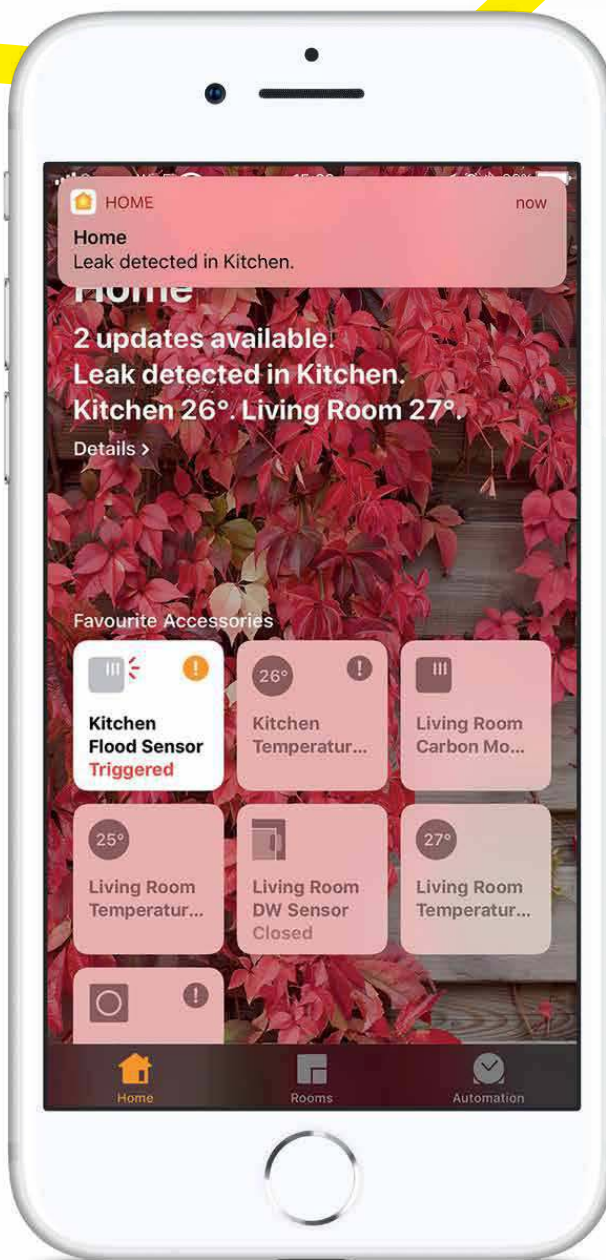 HOME
now
Home
Leak detected in Kitchen.
Home
2 updates available.
Leak detected in Kitchen.
Kitchen 26°. Living Room 27°.
Details >
Favourite Accessories
Kitchen
Flood Sensor
Triggered
26°
Kitchen
Temperatur...
Living Room
Carbon Mo...
25°
Living Room
Temperatur...
Living Room
DW Sensor
Closed
27°
Living Room
Temperatur...
Home
Rooms
Automation